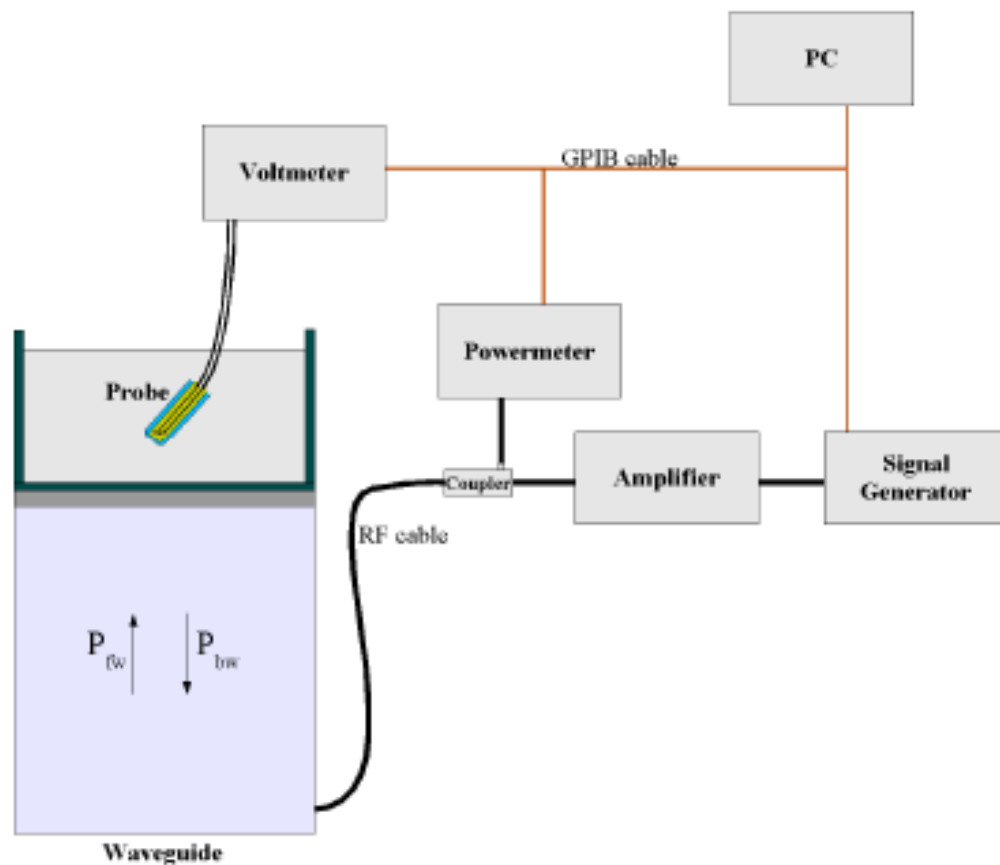 PC
GPIB cable
Voltmeter
Powermeter
Probe
Coupler
Amplifier
Signal
Generator
RF cable
P fw
P bw
Waveguide